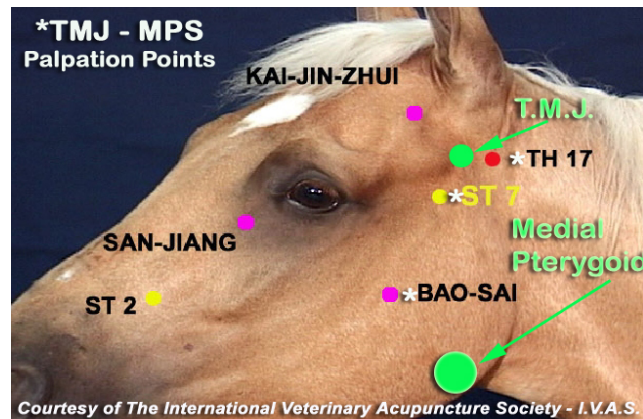 *TMJ - MPS
Palpation Points
KAI-JIN-ZHUI
T.M.J.
*TH 17
*ST 7
SAN-JIANG
Medial
Pterygoid
ST 2
*BAO-SAI
Courtesy of The International Veterinary Acupuncture Society - I.V.A.S.